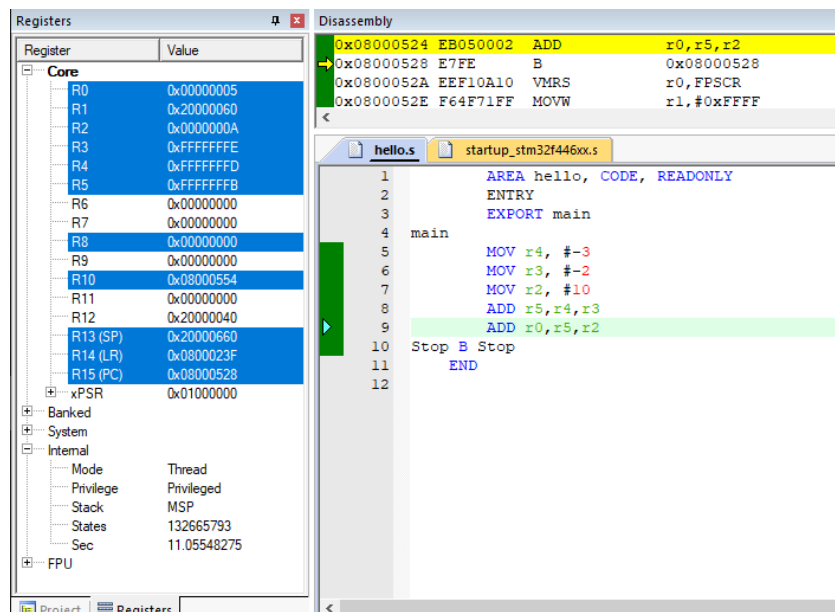 Registers
Register Value
Core
R0 0x00000005
R1 0x20000060
R2 0x0000000A
R3 0xFFFFFFFE
R4 0xFFFFFFFD
R5 0xFFFFFFFB
R6 0x00000000
R7 0x00000000
R8 0x00000000
R9 0x00000000
R10 0x08000554
R11 0x00000000
R12 0x20000040
R13 (SP) 0x20000660
R14 (LR) 0x0800023F
R15 (PC) 0x08000528
xPSR 0x01000000
Banked
System
Internal
Mode Thread
Privilege Privileged
Stack MSP
States 132665793
Sec 11.05548275
FPU
Project Registers
Disassembly
0x08000524 EB050002 ADD r0,r5,r2
0x08000528 E7FE B 0x08000528
0x0800052A EEF10A10 VMRS r0,FPSCR
0x0800052E F64F71FF MOVW r1,#0xFFFF
hello.s startup_stm32f446xx.s
1 AREA hello, CODE, READONLY
2 ENTRY
3 EXPORT main
4 main
5 MOV r4, #-3
6 MOV r3, #-2
7 MOV r2, #10
8 ADD r5,r4,r3
9 ADD r0,r5,r2
10 Stop B Stop
11 END
12